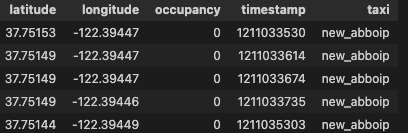 latitude longitude occupancy timestamp taxi
37.75153 -122.39447 0 1211033530 new_abboip
37.75149 -122.39447 0 1211033614 new_abboip
37.75149 -122.39447 0 1211033674 new_abboip
37.75149 -122.39446 0 1211033735 new_abboip
37.75144 -122.39449 0 1211035303 new_abboip